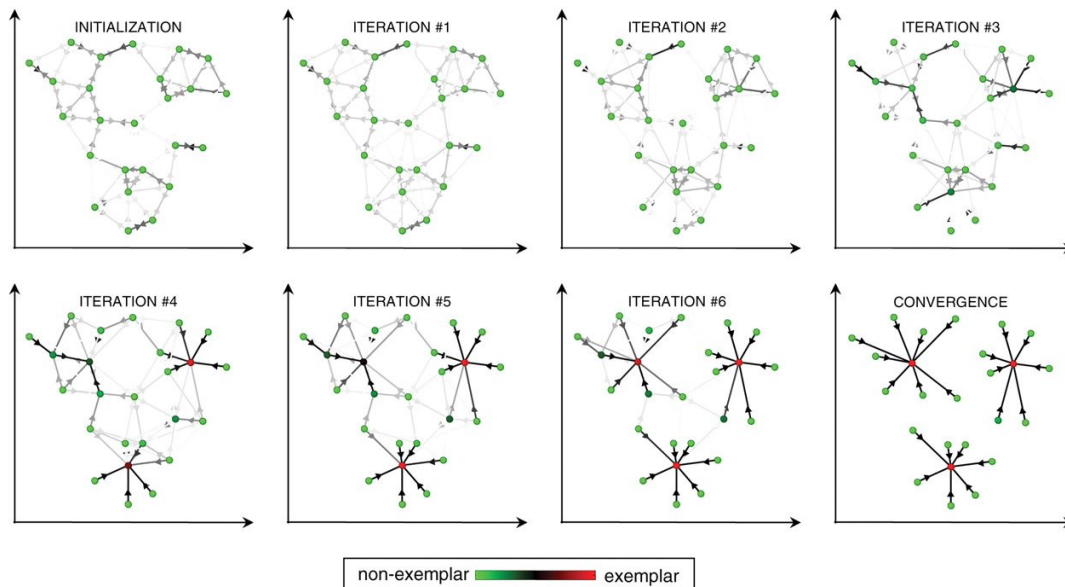 INITIALIZATION
ITERATION #1
ITERATION #2
ITERATION #3
ITERATION #4
ITERATION #5
ITERATION #6
CONVERGENCE
non-exemplar exemplar